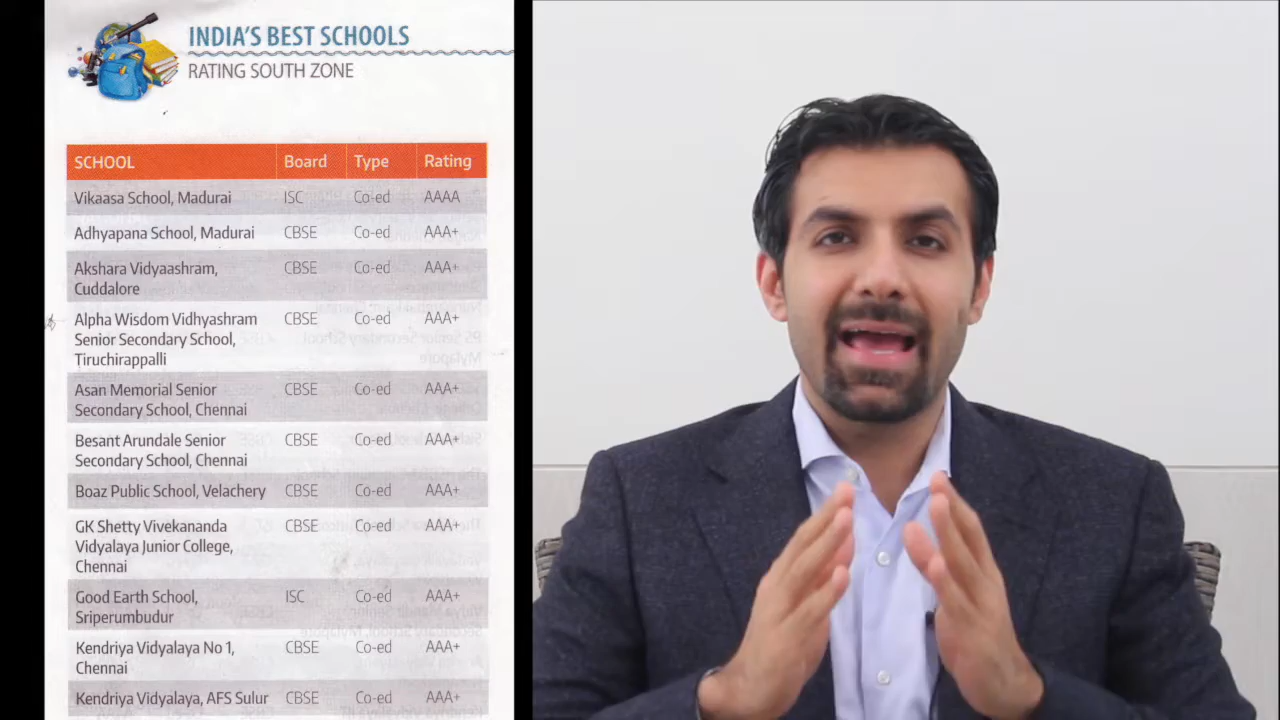 INDIA'S BEST SCHOOLS
RATING SOUTH ZONE
SCHOOL Board Type Rating
Vikaasa School, Madurai ISC Co-ed AAAA
Adhyapana School, Madurai CBSE Co-ed AAA+
Akshara Vidyaashram, CBSE Co-ed AAA+
Cuddalore
Alpha Wisdom Vidhyashram CBSE Co-ed AAA+
Senior Secondary School,
Tiruchirappalli
Asan Memorial Senior CBSE Co-ed AAA+
Secondary School, Chennai
Besant Arundale Senior CBSE Co-ed AAA+
Secondary School, Chennai
Boaz Public School, Velachery CBSE Co-ed AAA+
GK Shetty Vivekananda CBSE Co-ed AAA+
Vidyalaya Junior College,
Chennai
Good Earth School, ISC Co-ed AAA+
Sriperumbudur
Kendriya Vidyalaya No 1, CBSE Co-ed AAA+
Chennai
Kendriya Vidyalaya, AFS Sulur CBSE Co-ed AAA+